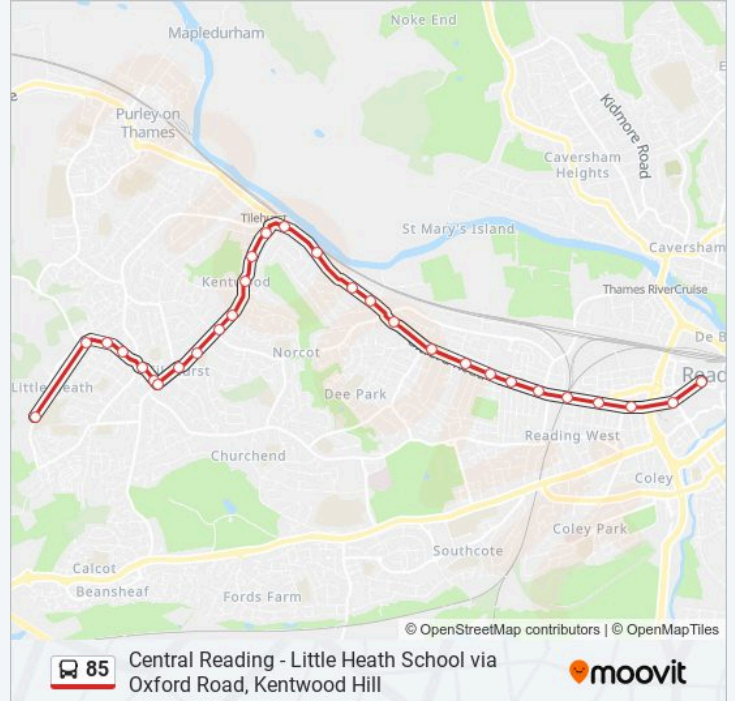 Noke End
Mapledurham
e
Purley on
Thames
Kidmore Road
Caversham
Heights
Tilehurst
St Mary's Island
Caversham
Kentwood
Thames RiverCruise
De B
Norcot
Little Heath
Read
Dee Park
Reading West
Churchend
Coley
Coley Park
Southcote
Calcot
Beansheaf
Fords Farm
© OpenStreetMap contributors | © OpenMapTiles
85
Central Reading - Little Heath School via
Oxford Road, Kentwood Hill
moovit